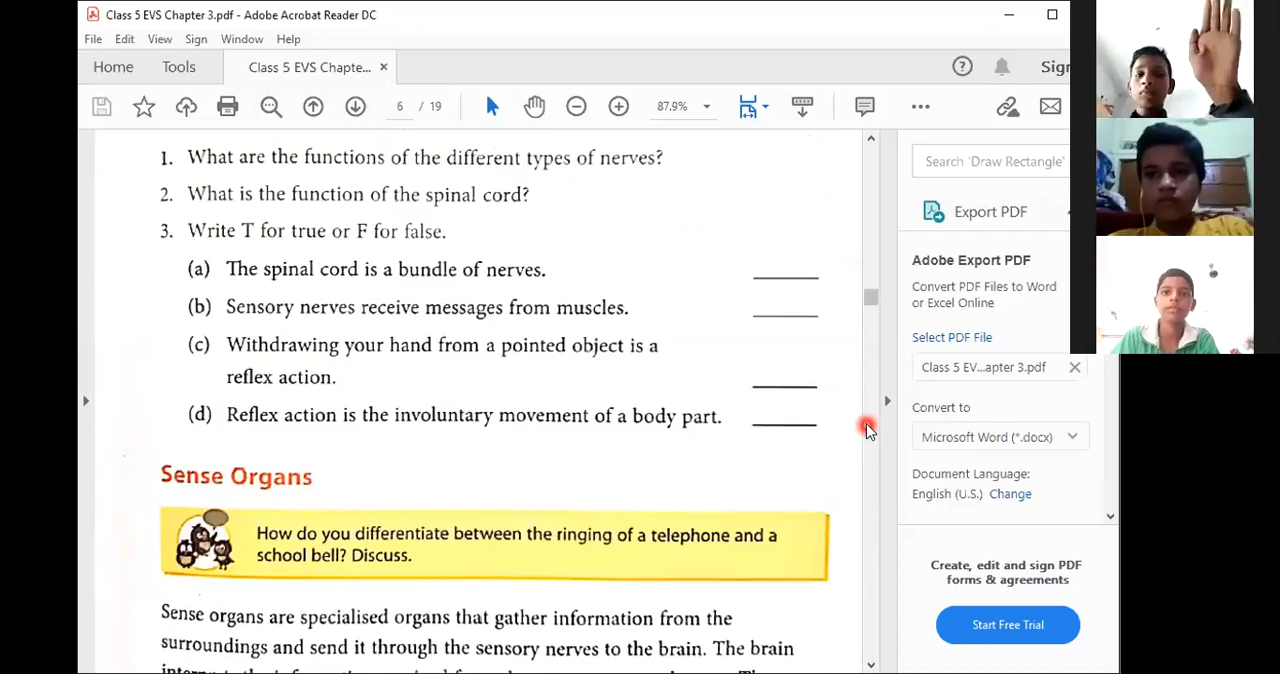 Class 5 EVS Chapter 3.pdf - Adobe Acrobat Reader DC
File Edit View Sign Window Help
Home Tools Class 5 EVS Chapte... × Sign
6 / 19 87.9%
1. What are the functions of the different types of nerves?
2. What is the function of the spinal cord?
3. Write T for true or F for false.
(a) The spinal cord is a bundle of nerves.
(b) Sensory nerves receive messages from muscles.
(c) Withdrawing your hand from a pointed object is a
reflex action.
(d) Reflex action is the involuntary movement of a body part.
Sense Organs
How do you differentiate between the ringing of a telephone and a
school bell? Discuss.
Sense organs are specialised organs that gather information from the
surroundings and send it through the sensory nerves to the brain. The brain
Search 'Draw Rectangle'
Export PDF
Adobe Export PDF
Convert PDF Files to Word
or Excel Online
Select PDF File
Class 5 EV...apter 3.pdf
Convert to
Microsoft Word (*.docx)
Document Language:
English (U.S.) Change
Create, edit and sign PDF
forms & agreements
Start Free Trial